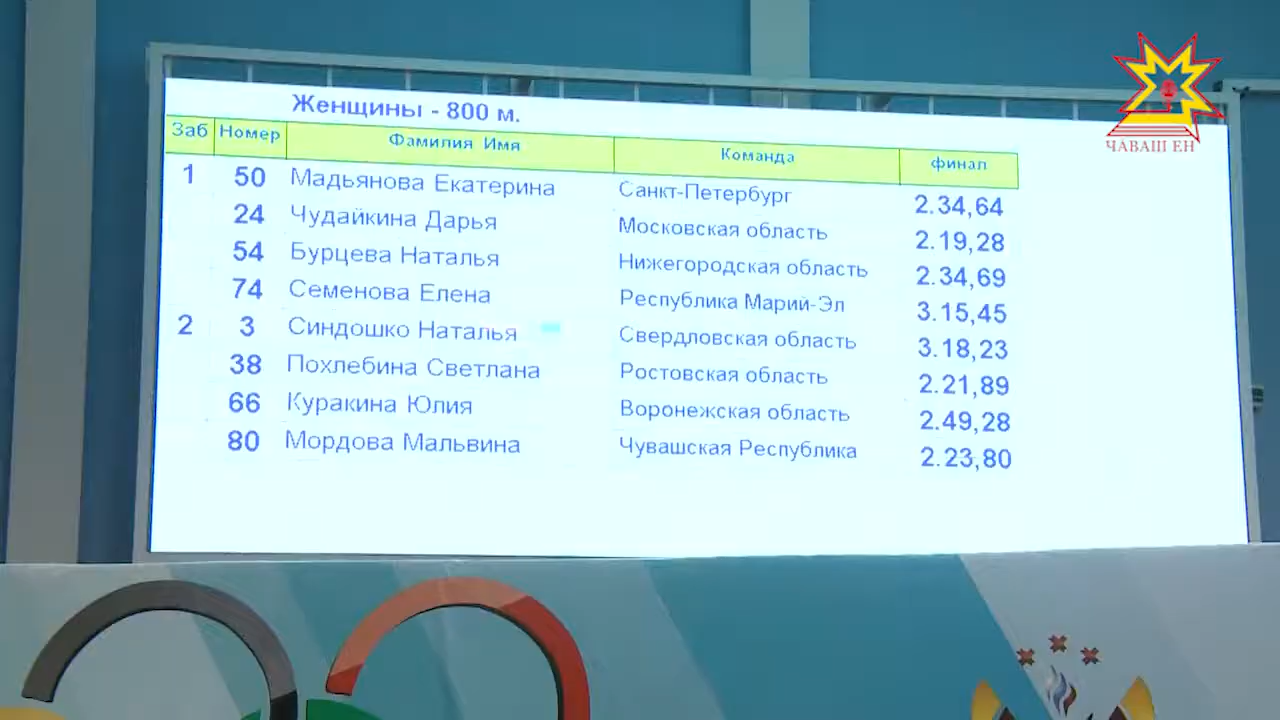 Женщины - 800 м.
Заб Номер Фамилия Имя Команда финал
1 50 Мадьянова Екатерина Санкт-Петербург 2.34,64
24 Чудайкина Дарья Московская область 2.19,28
54 Бурцева Наталья Нижегородская область 2.34,69
74 Семенова Елена Республика Марий-Эл 3.15,45
2 3 Синдошко Наталья Свердловская область 3.18,23
38 Похлебина Светлана Ростовская область 2.21,89
66 Куракина Юлия Воронежская область 2.49,28
80 Мордова Мальвина Чувашская Республика 2.23,80
ЧĂВАШ ЕН